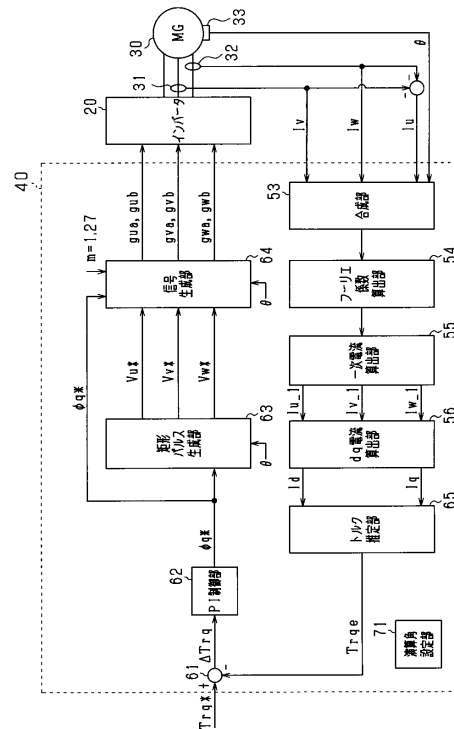 40
Trq*
+
-
61
ΔTrq
62
PI制御部
φq*
φq*
63
矩形
パルス
生成部
θ
Vu*
Vv*
Vw*
m=1.27
64
信号
生成部
θ
gua, gub
gva, gvb
gwa, gwb
20
インバータ
31
30
MG
33
32
θ
Iv
Iw
-
-
Iu
53
合成部
54
フーリエ
係数
算出部
55
一次電流
算出部
Iu_1
Iv_1
Iw_1
56
dq電流
算出部
Id
Iq
65
トルク
推定部
Trqe
71
演算角
設定部